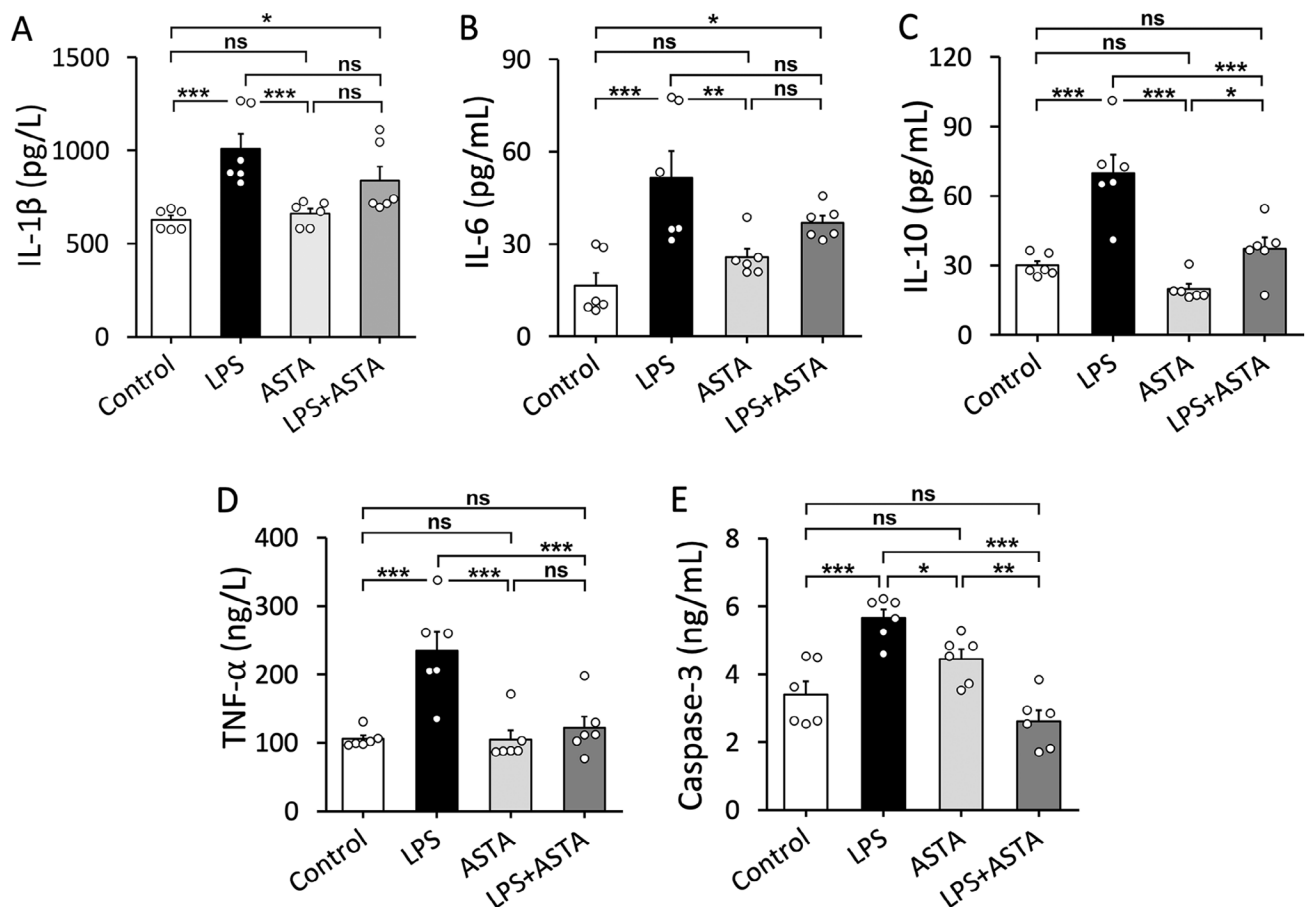 A
IL-1β (pg/L)
1500
1000
500
0
*
ns
ns
***
***
ns
Control
LPS
ASTA
LPS+ASTA
B
IL-6 (pg/mL)
90
60
30
0
*
ns
ns
***
**
ns
Control
LPS
ASTA
LPS+ASTA
C
IL-10 (pg/mL)
120
90
60
30
0
ns
ns
***
***
***
*
Control
LPS
ASTA
LPS+ASTA
D
TNF-α (ng/L)
400
300
200
100
0
ns
ns
***
***
***
ns
Control
LPS
ASTA
LPS+ASTA
E
Caspase-3 (ng/mL)
8
6
4
2
0
ns
ns
***
***
*
**
Control
LPS
ASTA
LPS+ASTA